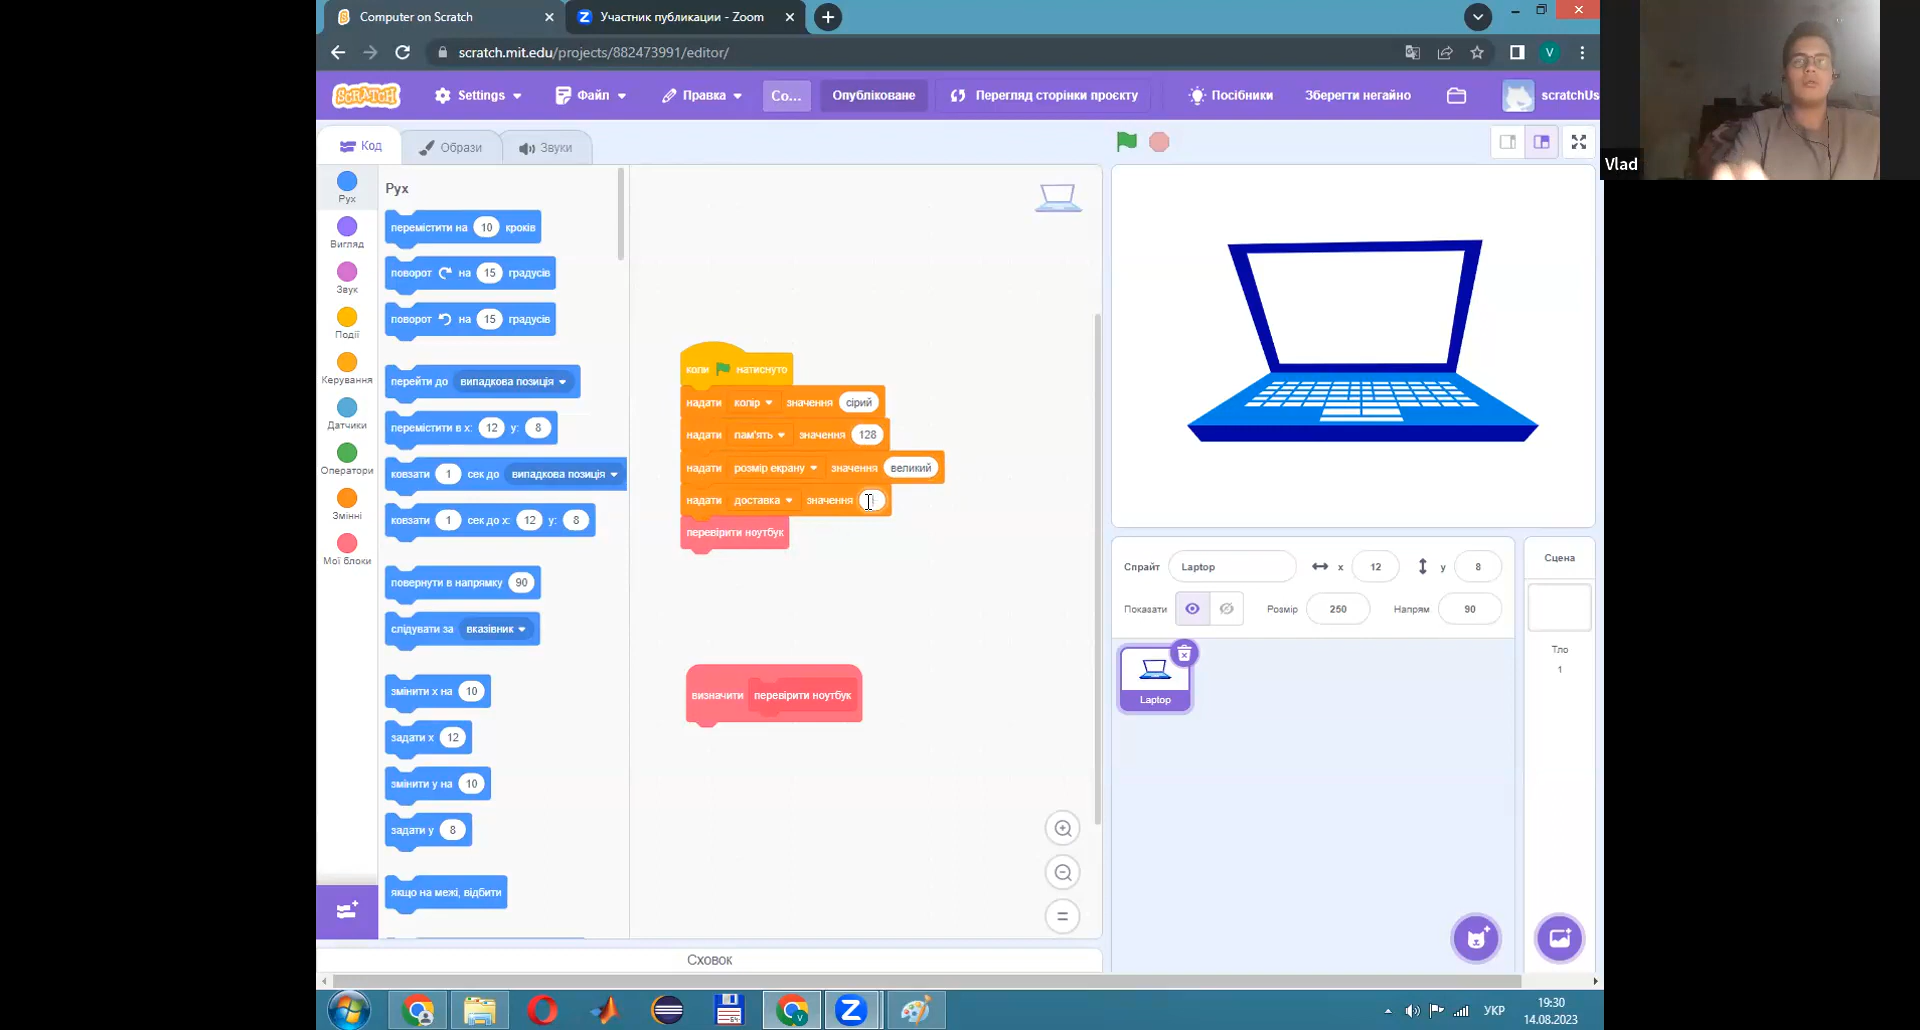 Computer on Scratch
Участник публикации - Zoom
scratch.mit.edu/projects/882473991/editor/
V
SCRATCH
Settings
Файл
Правка
Co...
Опубліковане
Перегляд сторінки проєкту
Посібники
Зберегти негайно
scratchUs
Vlad
Код
Образи
Звуки
Рух
Вигляд
Звук
Події
Керування
Датчики
Оператори
Змінні
Мої блоки
Рух
перемістити на 10 кроків
поворот на 15 градусів
поворот на 15 градусів
перейти до випадкова позиція
перемістити в x: 12 y: 8
ковзати 1 сек до випадкова позиція
ковзати 1 сек до x: 12 y: 8
повернути в напрямку 90
слідувати за вказівник
змінити x на 10
задати x 12
змінити y на 10
задати y 8
якщо на межі, відбити
коли натиснуто
надати колір значення сірий
надати пам'ять значення 128
надати розмір екрану значення великий
надати доставка значення
перевірити ноутбук
визначити перевірити ноутбук
Спрайт Laptop x 12 y 8
Показати Розмір 250 Напрям 90
Laptop
Сцена
Тло
1
Сховок
УКР
19:30
14.08.2023